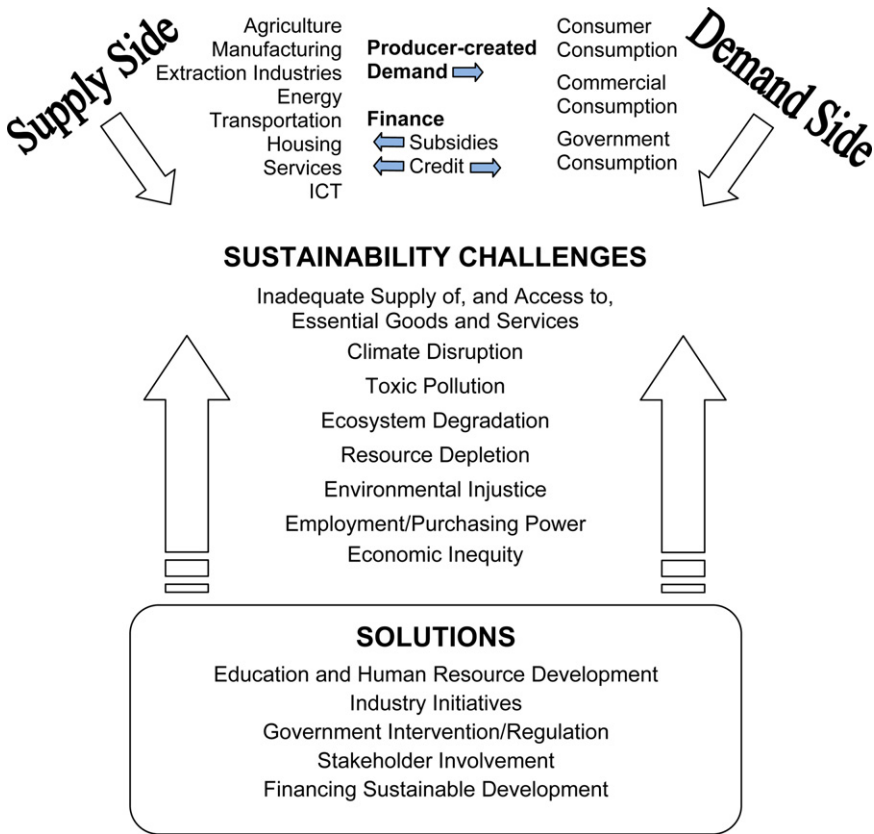 Supply Side
Agriculture
Manufacturing
Extraction Industries
Energy
Transportation
Housing
Services
ICT
Producer-created
Demand
Finance
Subsidies
Credit
Consumer
Consumption
Commercial
Consumption
Government
Consumption
Demand Side
SUSTAINABILITY CHALLENGES
Inadequate Supply of, and Access to,
Essential Goods and Services
Climate Disruption
Toxic Pollution
Ecosystem Degradation
Resource Depletion
Environmental Injustice
Employment/Purchasing Power
Economic Inequity
SOLUTIONS
Education and Human Resource Development
Industry Initiatives
Government Intervention/Regulation
Stakeholder Involvement
Financing Sustainable Development